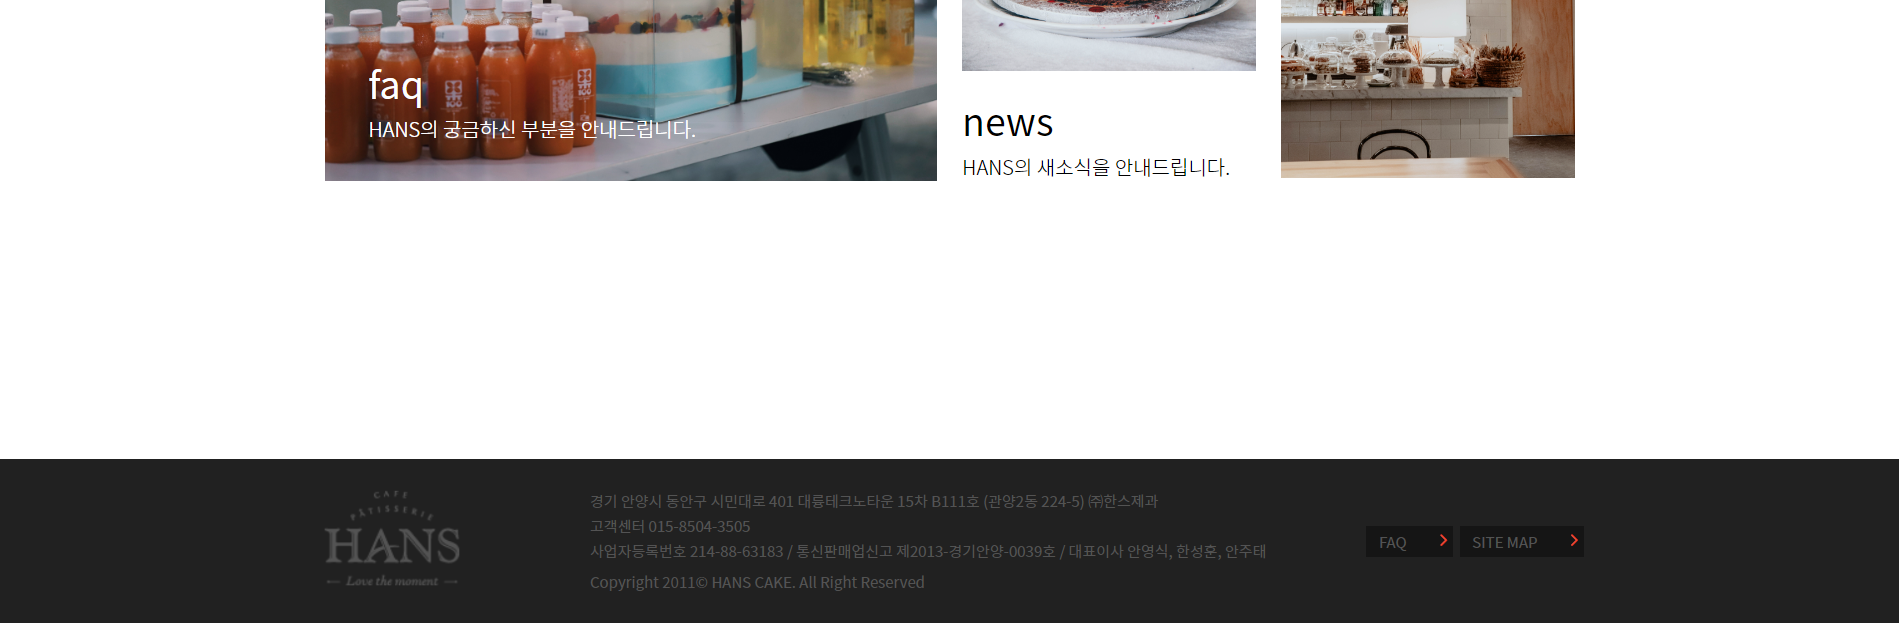 faq
HANS의 궁금하신 부분을 안내드립니다.
news
HANS의 새소식을 안내드립니다.
CAFE
PÂTISSERIE
HANS
Love the moment
경기 안양시 동안구 시민대로 401 대륭테크노타운 15차 B111호 (관양2동 224-5) ㈜한스제과
고객센터 015-8504-3505
사업자등록번호 214-88-63183 / 통신판매업신고 제2013-경기안양-0039호 / 대표이사 안영식, 한성훈, 안주태
Copyright 2011© HANS CAKE. All Right Reserved
FAQ
SITE MAP